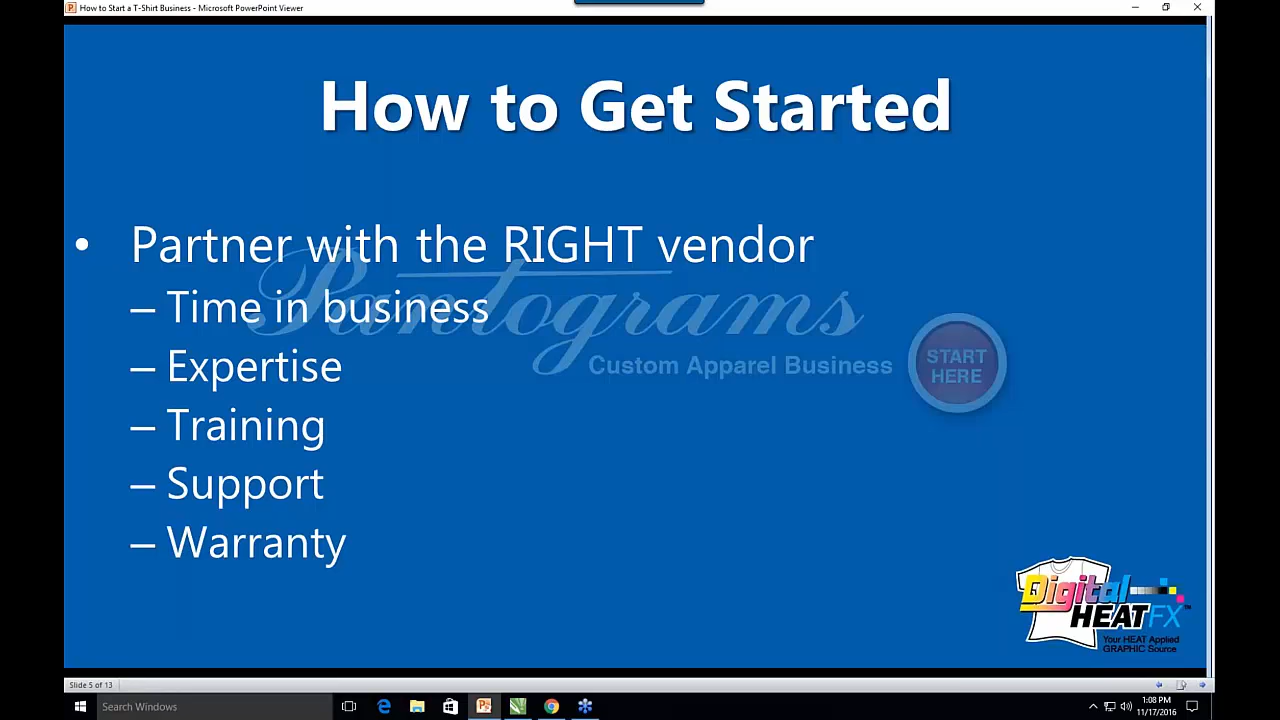 How to Start a T-Shirt Business - Microsoft PowerPoint Viewer
How to Get Started
• Partner with the RIGHT vendor
– Time in business
– Expertise
– Training
– Support
– Warranty
Pantograms
Custom Apparel Business
START
HERE
Digital
HEAT FX™
Your HEAT Applied
GRAPHIC Source
Slide 5 of 13
Search Windows
1:08 PM
11/17/2016